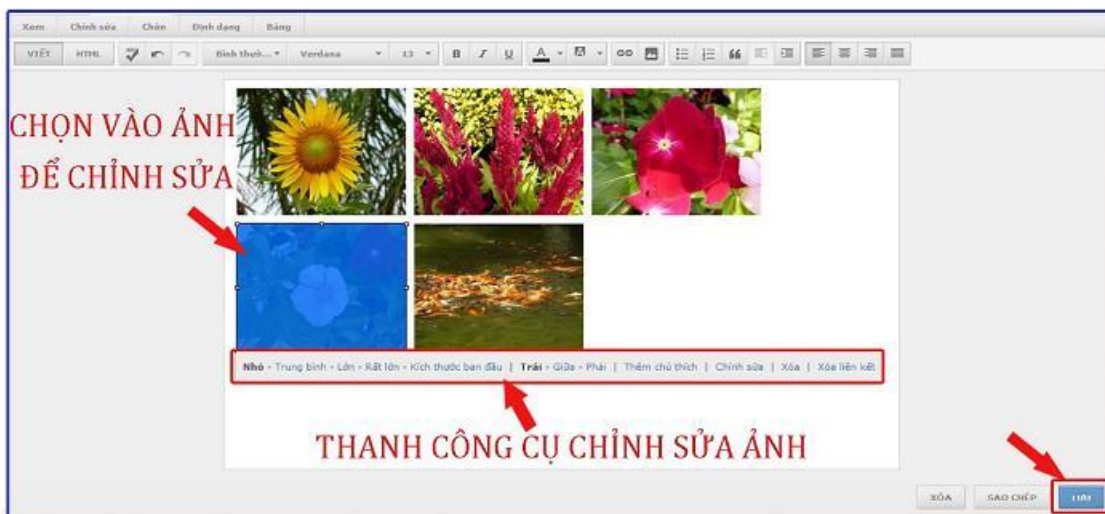 Xem Chỉnh sửa Chèn Định dạng Bảng
VIẾT HTML Bình thườ... Verdana 13 B I U A
CHỌN VÀO ẢNH
ĐỂ CHỈNH SỬA
Nhỏ - Trung bình - Lớn - Rất lớn - Kích thước ban đầu | Trái - Giữa - Phải | Thêm chú thích | Chỉnh sửa | Xóa | Xóa liên kết
THANH CÔNG CỤ CHỈNH SỬA ẢNH
XÓA SAO CHÉP LƯU